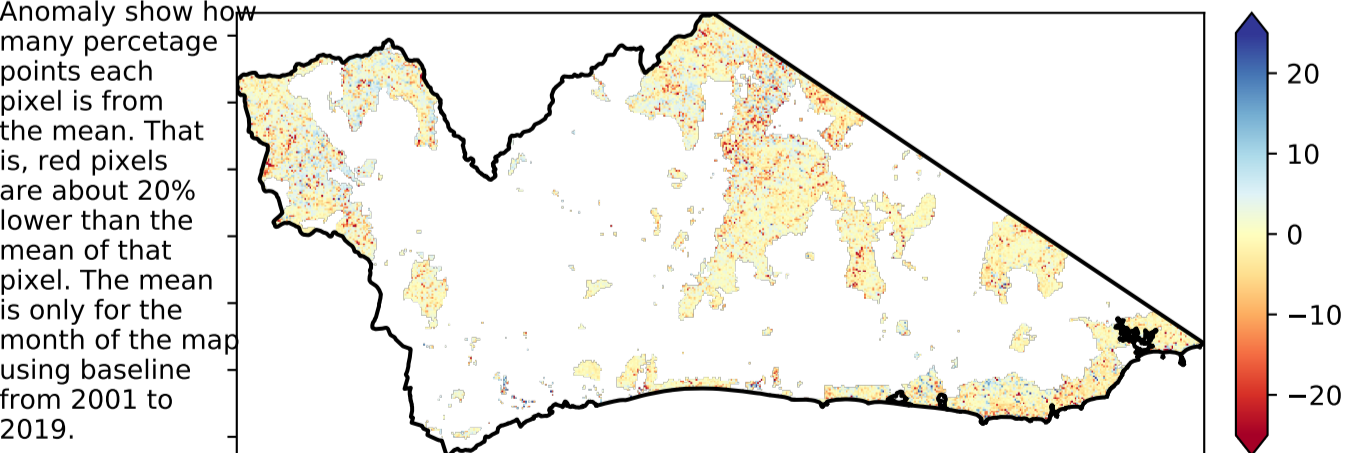 Anomaly show how
many percetage
points each
pixel is from
the mean. That
is, red pixels
are about 20%
lower than the
mean of that
pixel. The mean
is only for the
month of the map
using baseline
from 2001 to
2019.
20
10
0
−10
−20